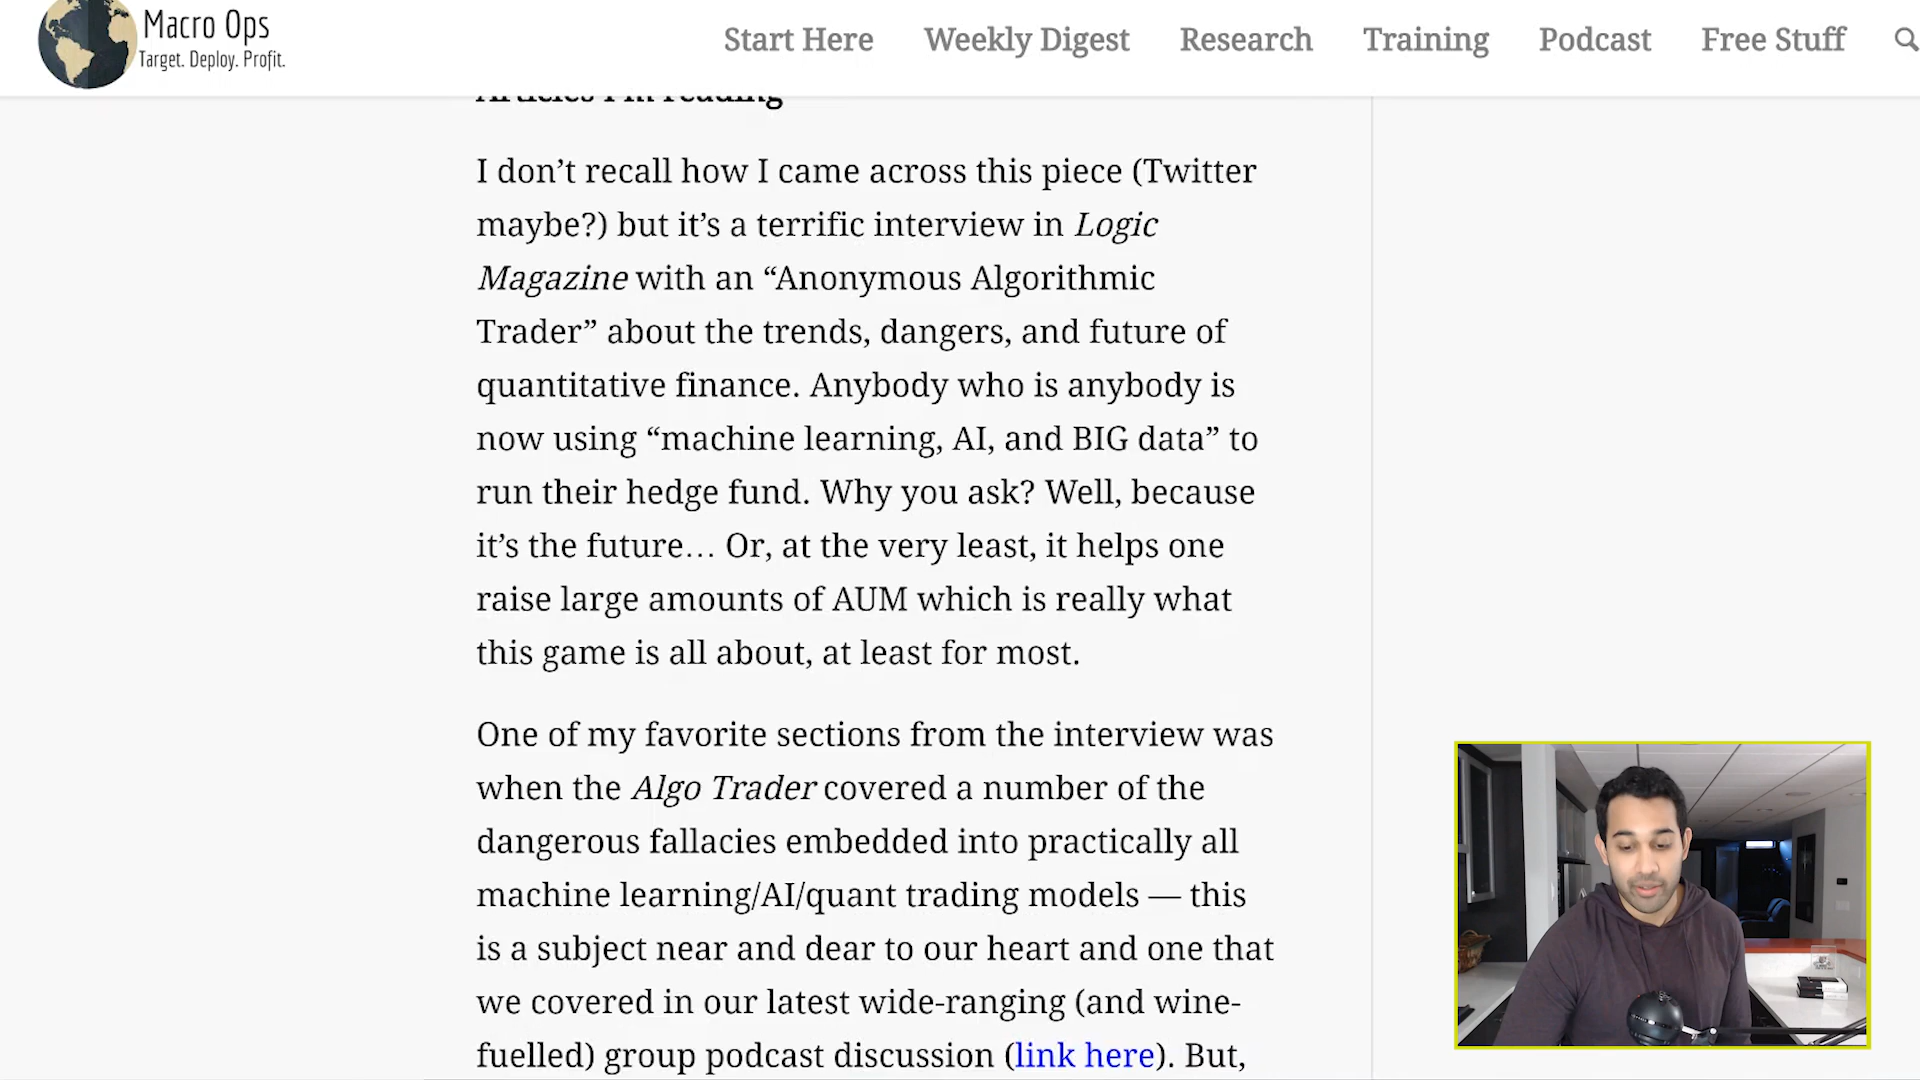 Macro Ops
Target. Deploy. Profit.
Start Here
Weekly Digest
Research
Training
Podcast
Free Stuff
Articles I'm reading
I don’t recall how I came across this piece (Twitter
maybe?) but it’s a terrific interview in Logic
Magazine with an “Anonymous Algorithmic
Trader” about the trends, dangers, and future of
quantitative finance. Anybody who is anybody is
now using “machine learning, AI, and BIG data” to
run their hedge fund. Why you ask? Well, because
it’s the future… Or, at the very least, it helps one
raise large amounts of AUM which is really what
this game is all about, at least for most.
One of my favorite sections from the interview was
when the Algo Trader covered a number of the
dangerous fallacies embedded into practically all
machine learning/AI/quant trading models — this
is a subject near and dear to our heart and one that
we covered in our latest wide-ranging (and wine-
fuelled) group podcast discussion (link here). But,